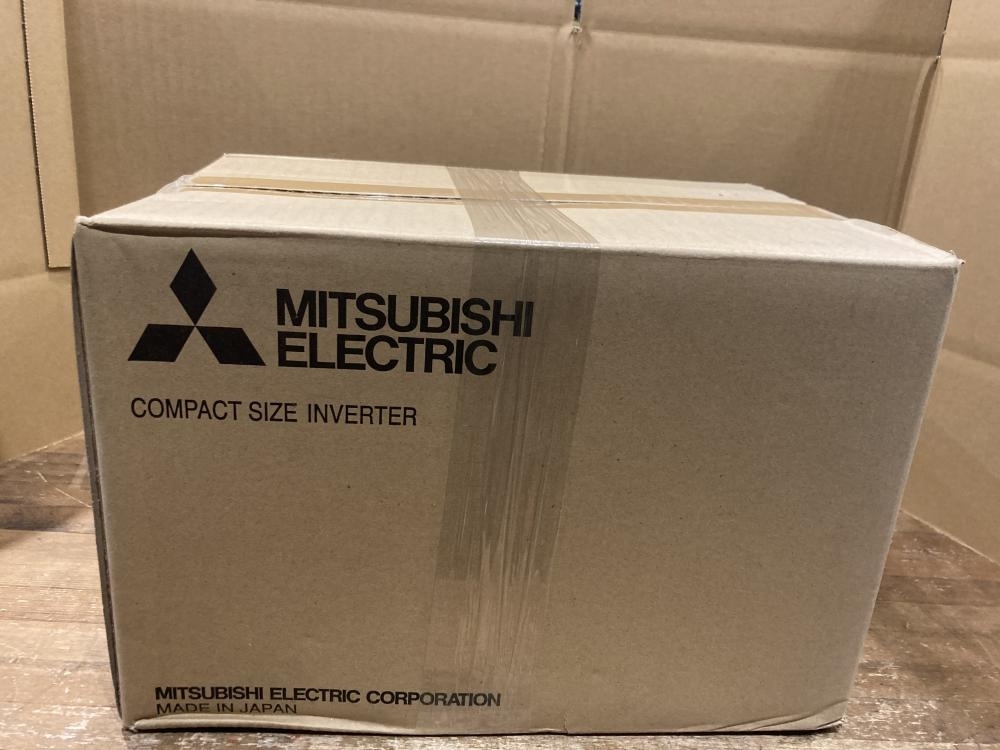 MITSUBISHI
ELECTRIC
COMPACT SIZE INVERTER
MITSUBISHI ELECTRIC CORPORATION
MADE IN JAPAN